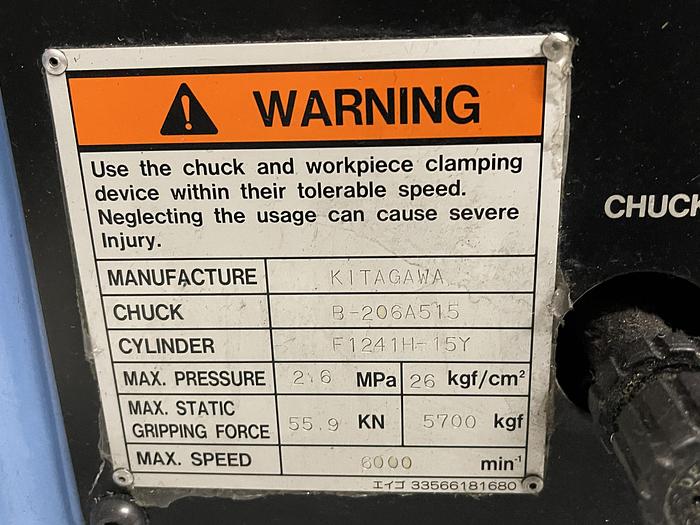 WARNING
Use the chuck and workpiece clamping
device within their tolerable speed.
Neglecting the usage can cause severe
Injury.
MANUFACTURE KITAGAWA
CHUCK B-206A515
CYLINDER F1241H-15Y
MAX. PRESSURE 2.6 MPa 26 kgf/cm²
MAX. STATIC
GRIPPING FORCE 55.9 KN 5700 kgf
MAX. SPEED 6000 min⁻¹
エイコ 33566181680
CHUCK